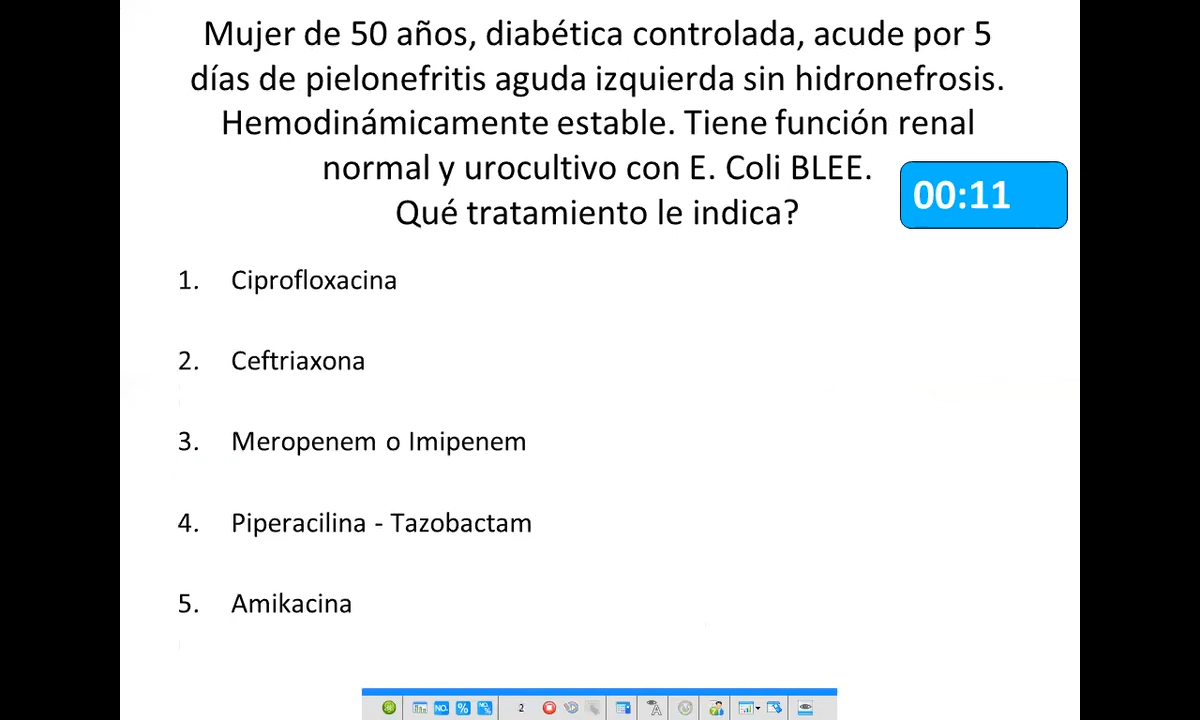 Mujer de 50 años, diabética controlada, acude por 5
días de pielonefritis aguda izquierda sin hidronefrosis.
Hemodinámicamente estable. Tiene función renal
normal y urocultivo con E. Coli BLEE.
Qué tratamiento le indica?
00:11
1. Ciprofloxacina
2. Ceftriaxona
3. Meropenem o Imipenem
4. Piperacilina - Tazobactam
5. Amikacina
NO. % NO. % 2